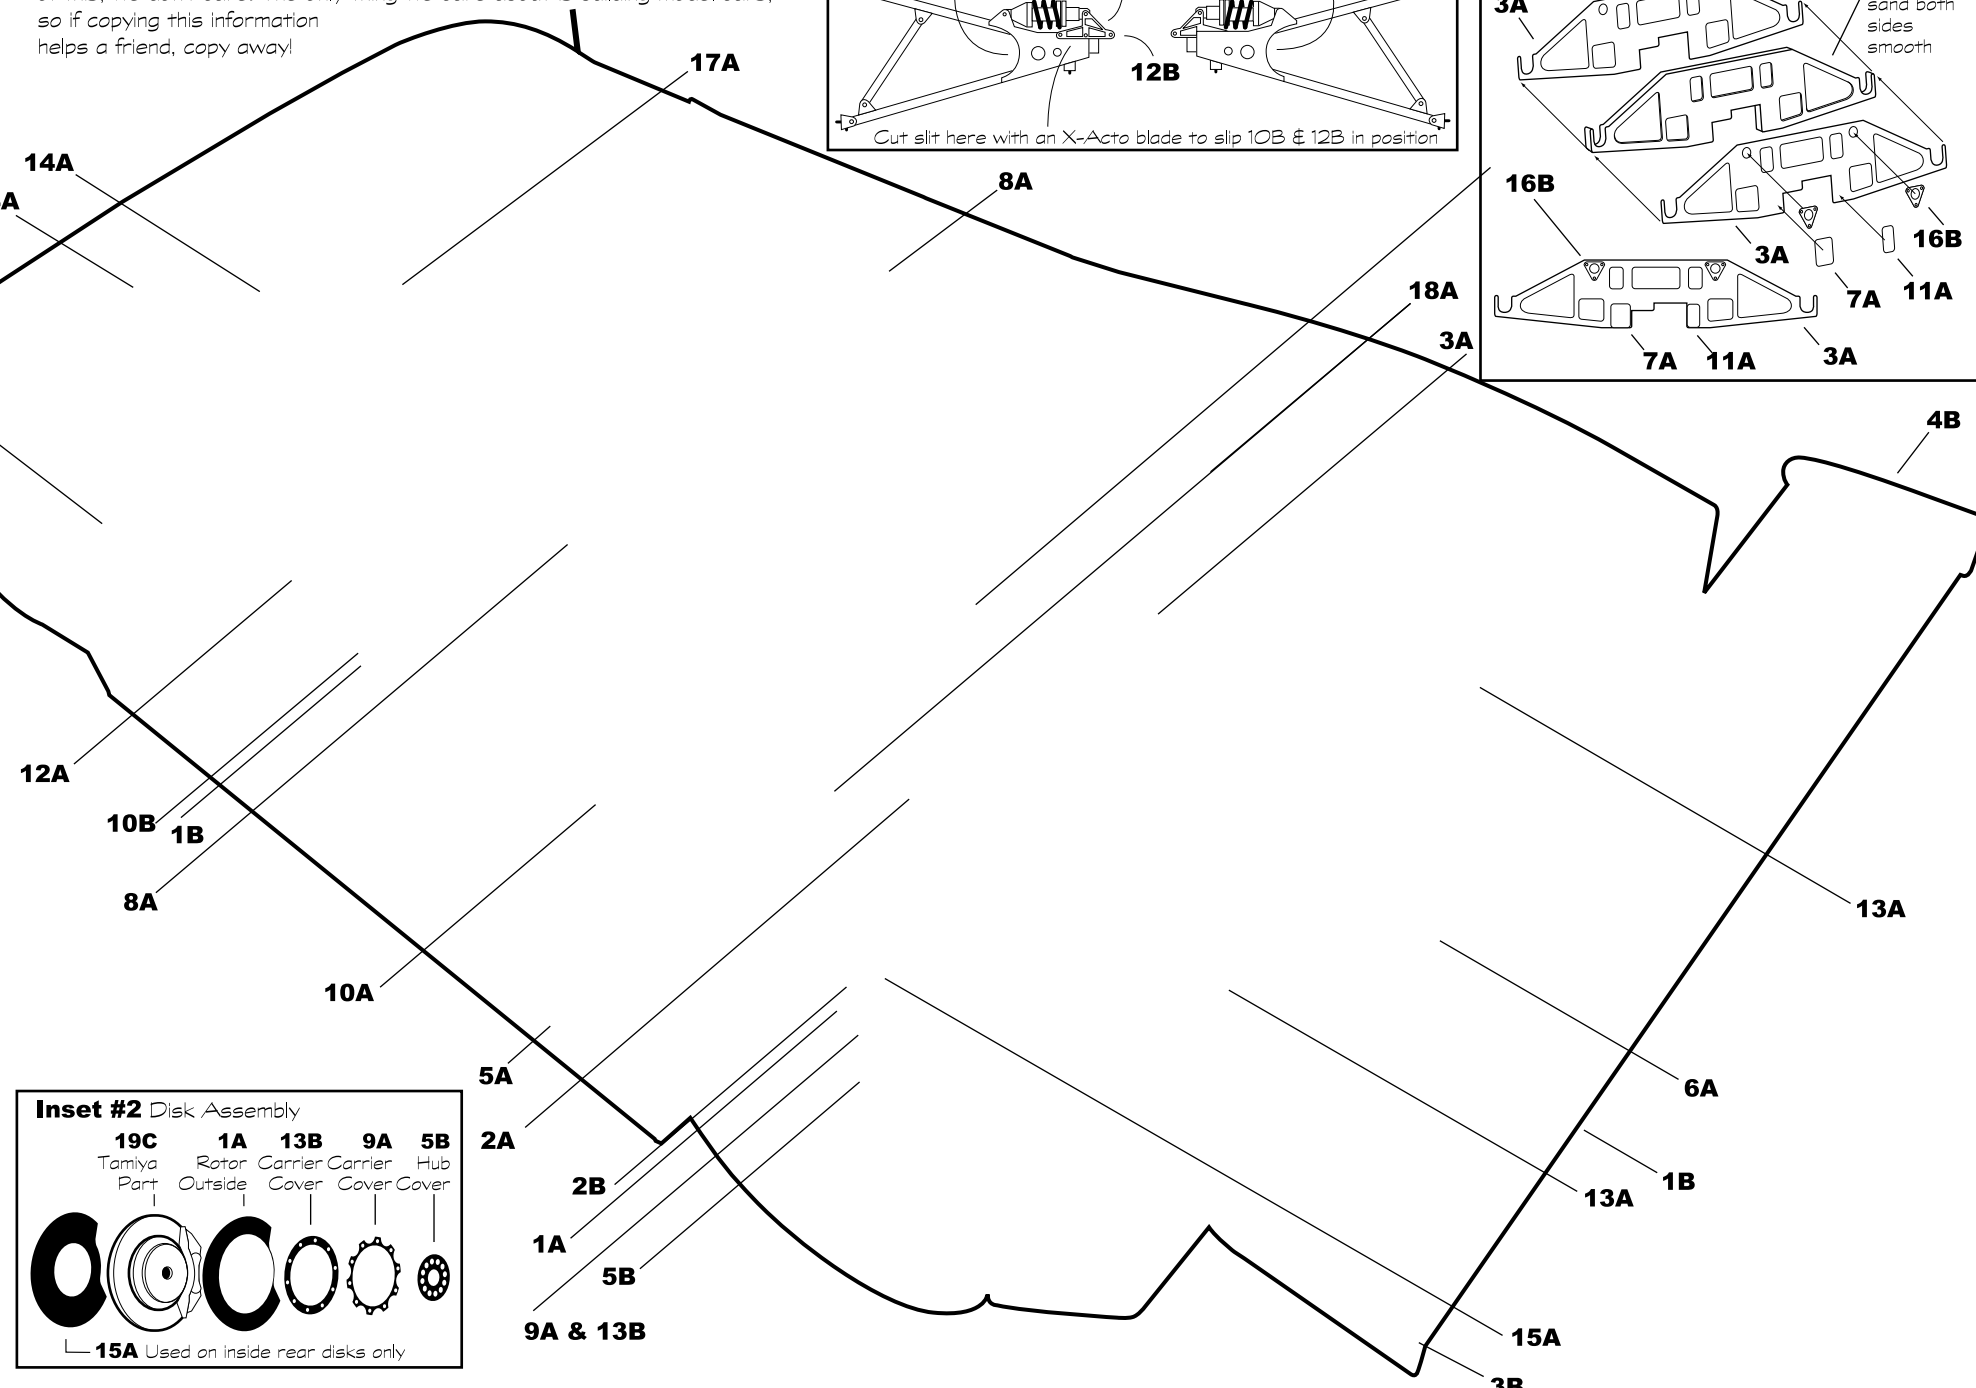 so if copying this information
helps a friend, copy away!
17A
14A
12B
Cut slit here with an X-Acto blade to slip 10B & 12B in position
3A
sand both
sides
smooth
16B
16B
3A
7A
11A
7A
11A
3A
8A
18A
3A
4B
12A
10B
1B
8A
10A
13A
5A
2A
6A
2B
1A
5B
9A & 13B
13A
1B
15A
3B
Inset #2 Disk Assembly
19C 1A 13B 9A 5B
Tamiya Rotor Carrier Carrier Hub
Part Outside Cover Cover Cover
15A Used on inside rear disks only